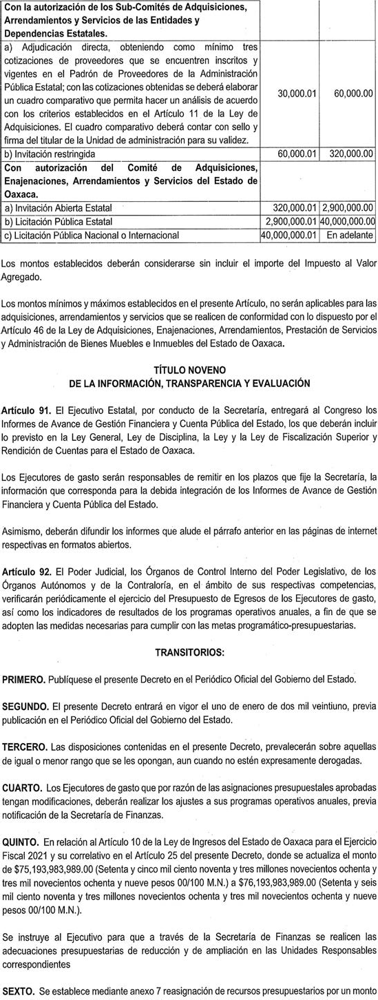 Con la autorización de los Sub-Comités de Adquisiciones,
Arrendamientos y Servicios de las Entidades y
Dependencias Estatales.
a) Adjudicación directa, obteniendo como mínimo tres
cotizaciones de proveedores que se encuentren inscritos y
vigentes en el Padrón de Proveedores de la Administración
Pública Estatal; con las cotizaciones obtenidas se deberá elaborar
un cuadro comparativo que permita hacer un análisis de acuerdo
con los criterios establecidos en el Artículo 11 de la Ley de
Adquisiciones. El cuadro comparativo deberá contar con sello y
firma del titular de la Unidad de administración para su validez.
30,000.01 60,000.00
b) Invitación restringida 60,000.01 320,000.00
Con autorización del Comité de Adquisiciones,
Enajenaciones, Arrendamientos y Servicios del Estado de
Oaxaca.
a) Invitación Abierta Estatal 320,000.01 2,900,000.00
b) Licitación Pública Estatal 2,900,000.01 40,000,000.00
c) Licitación Pública Nacional o Internacional 40,000,000.01 En adelante
Los montos establecidos deberán considerarse sin incluir el importe del Impuesto al Valor
Agregado.
Los montos mínimos y máximos establecidos en el presente Artículo, no serán aplicables para las
adquisiciones, arrendamientos y servicios que se realicen de conformidad con lo dispuesto por el
Artículo 46 de la Ley de Adquisiciones, Enajenaciones, Arrendamientos, Prestación de Servicios
y Administración de Bienes Muebles e Inmuebles del Estado de Oaxaca.
TÍTULO NOVENO
DE LA INFORMACIÓN, TRANSPARENCIA Y EVALUACIÓN
Artículo 91. El Ejecutivo Estatal, por conducto de la Secretaría, entregará al Congreso los
Informes de Avance de Gestión Financiera y Cuenta Pública del Estado, los que deberán incluir
lo previsto en la Ley General, Ley de Disciplina, la Ley y la Ley de Fiscalización Superior y
Rendición de Cuentas para el Estado de Oaxaca.
Los Ejecutores de gasto serán responsables de remitir en los plazos que fije la Secretaría, la
información que corresponda para la debida integración de los Informes de Avance de Gestión
Financiera y Cuenta Pública del Estado.
Asimismo, deberán difundir los informes que alude el párrafo anterior en las páginas de internet
respectivas en formatos abiertos.
Artículo 92. El Poder Judicial, los Órganos de Control Interno del Poder Legislativo, de los
Órganos Autónomos y de la Contraloría, en el ámbito de sus respectivas competencias,
verificarán periódicamente el ejercicio del Presupuesto de Egresos de los Ejecutores de gasto,
así como los indicadores de resultados de los programas operativos anuales, a fin de que se
adopten las medidas necesarias para cumplir con las metas programático-presupuestarias.
TRANSITORIOS:
PRIMERO. Publíquese el presente Decreto en el Periódico Oficial del Gobierno del Estado.
SEGUNDO. El presente Decreto entrará en vigor el uno de enero de dos mil veintiuno, previa
publicación en el Periódico Oficial del Gobierno del Estado.
TERCERO. Las disposiciones contenidas en el presente Decreto, prevalecerán sobre aquellas
de igual o menor rango que se les opongan, aun cuando no estén expresamente derogadas.
CUARTO. Los Ejecutores de gasto que por razón de las asignaciones presupuestales aprobadas
tengan modificaciones, deberán realizar los ajustes a sus programas operativos anuales, previa
notificación de la Secretaría de Finanzas.
QUINTO. En relación al Artículo 10 de la Ley de Ingresos del Estado de Oaxaca para el Ejercicio
Fiscal 2021 y su correlativo en el Artículo 25 del presente Decreto, donde se actualiza el monto
de $75,193,983,989.00 (Setenta y cinco mil ciento noventa y tres millones novecientos ochenta y
tres mil novecientos ochenta y nueve pesos 00/100 M.N.) a $76,193,983,989.00 (Setenta y seis
mil ciento noventa y tres millones novecientos ochenta y tres mil novecientos ochenta y nueve
pesos 00/100 M.N.).
Se instruye al Ejecutivo para que a través de la Secretaría de Finanzas se realicen las
adecuaciones presupuestarias de reducción y de ampliación en las Unidades Responsables
correspondientes
SEXTO. Se establece mediante anexo 7 reasignación de recursos presupuestarios por un monto